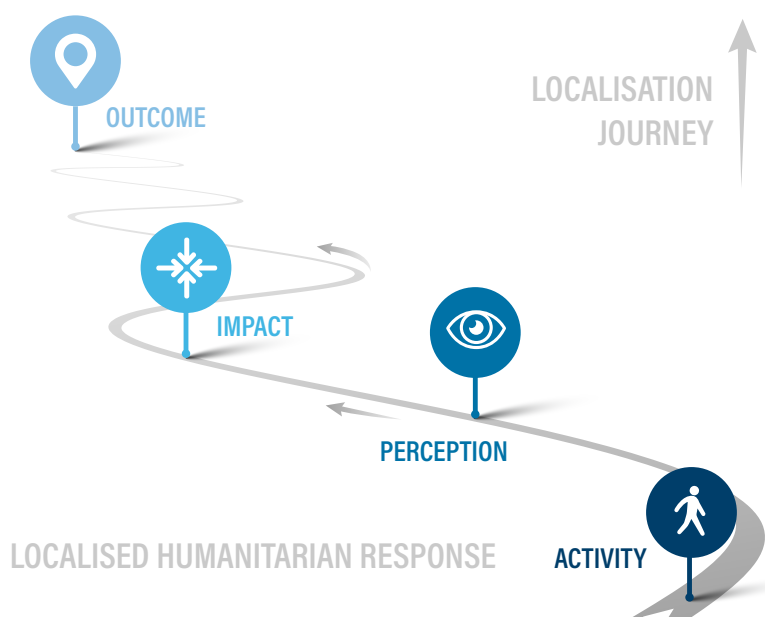 LOCALISATION
JOURNEY
OUTCOME
IMPACT
PERCEPTION
ACTIVITY
LOCALISED HUMANITARIAN RESPONSE